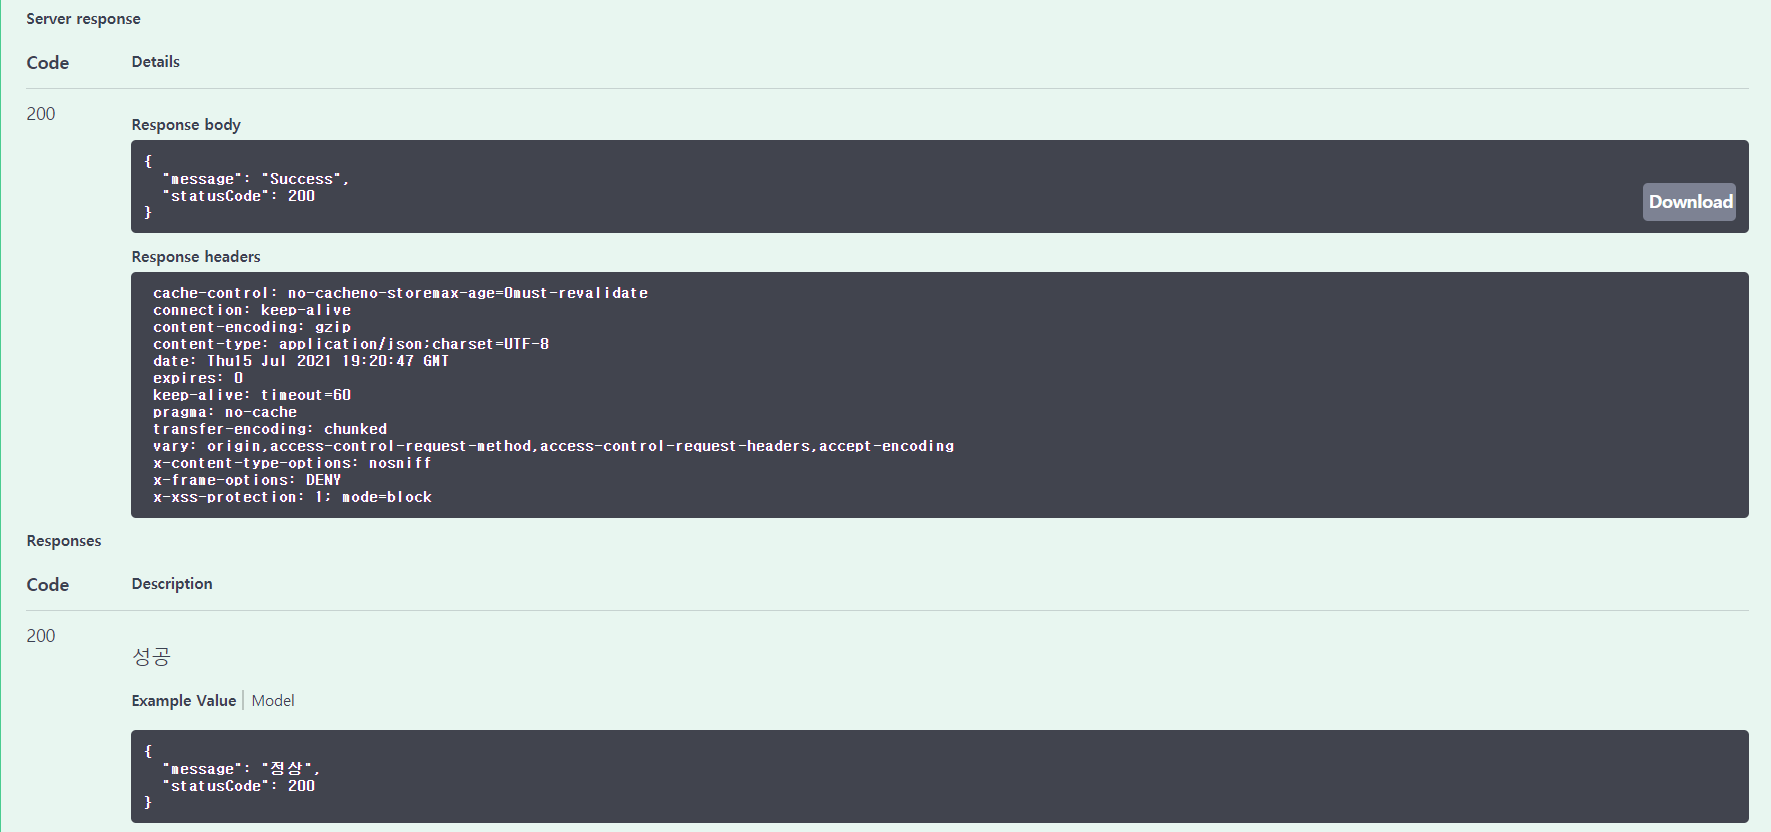 Server response
Code Details
200
Response body
{
"message": "Success",
"statusCode": 200
}
Download
Response headers
cache-control: no-cacheno-storemax-age=0must-revalidate
connection: keep-alive
content-encoding: gzip
content-type: application/json;charset=UTF-8
date: Thu15 Jul 2021 19:20:47 GMT
expires: 0
keep-alive: timeout=60
pragma: no-cache
transfer-encoding: chunked
vary: origin,access-control-request-method,access-control-request-headers,accept-encoding
x-content-type-options: nosniff
x-frame-options: DENY
x-xss-protection: 1; mode=block
Responses
Code Description
200
성공
Example Value | Model
{
"message": "정상",
"statusCode": 200
}